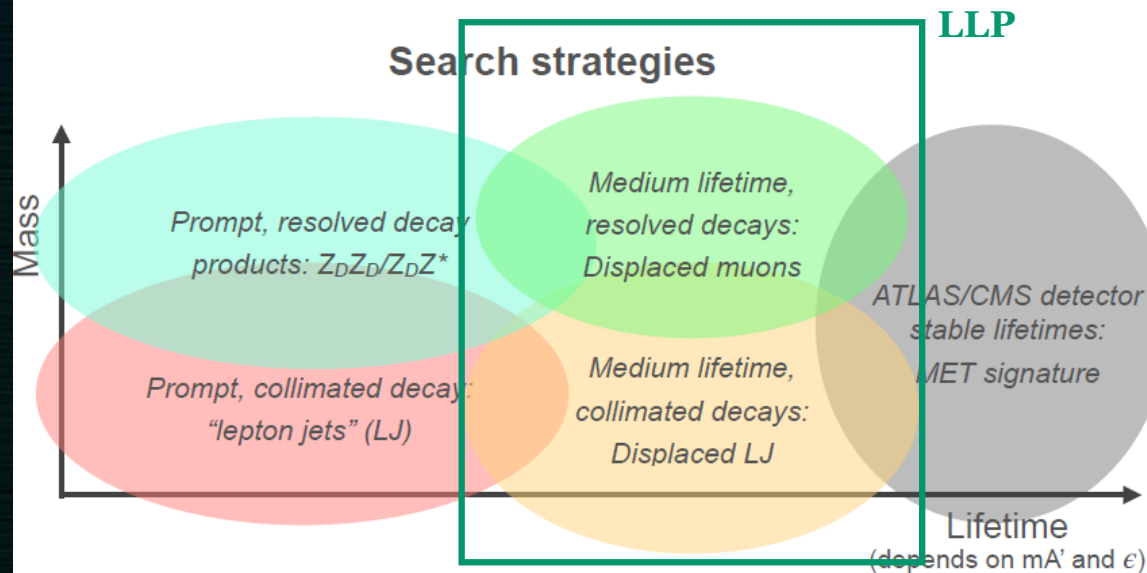 LLP
Search strategies
Mass
Prompt, resolved decay
products: ZDZD/ZDZ*
Medium lifetime,
resolved decays:
Displaced muons
ATLAS/CMS detector
stable lifetimes:
MET signature
Prompt, collimated decay:
“lepton jets” (LJ)
Medium lifetime,
collimated decays:
Displaced LJ
Lifetime
(depends on mA' and ϵ)